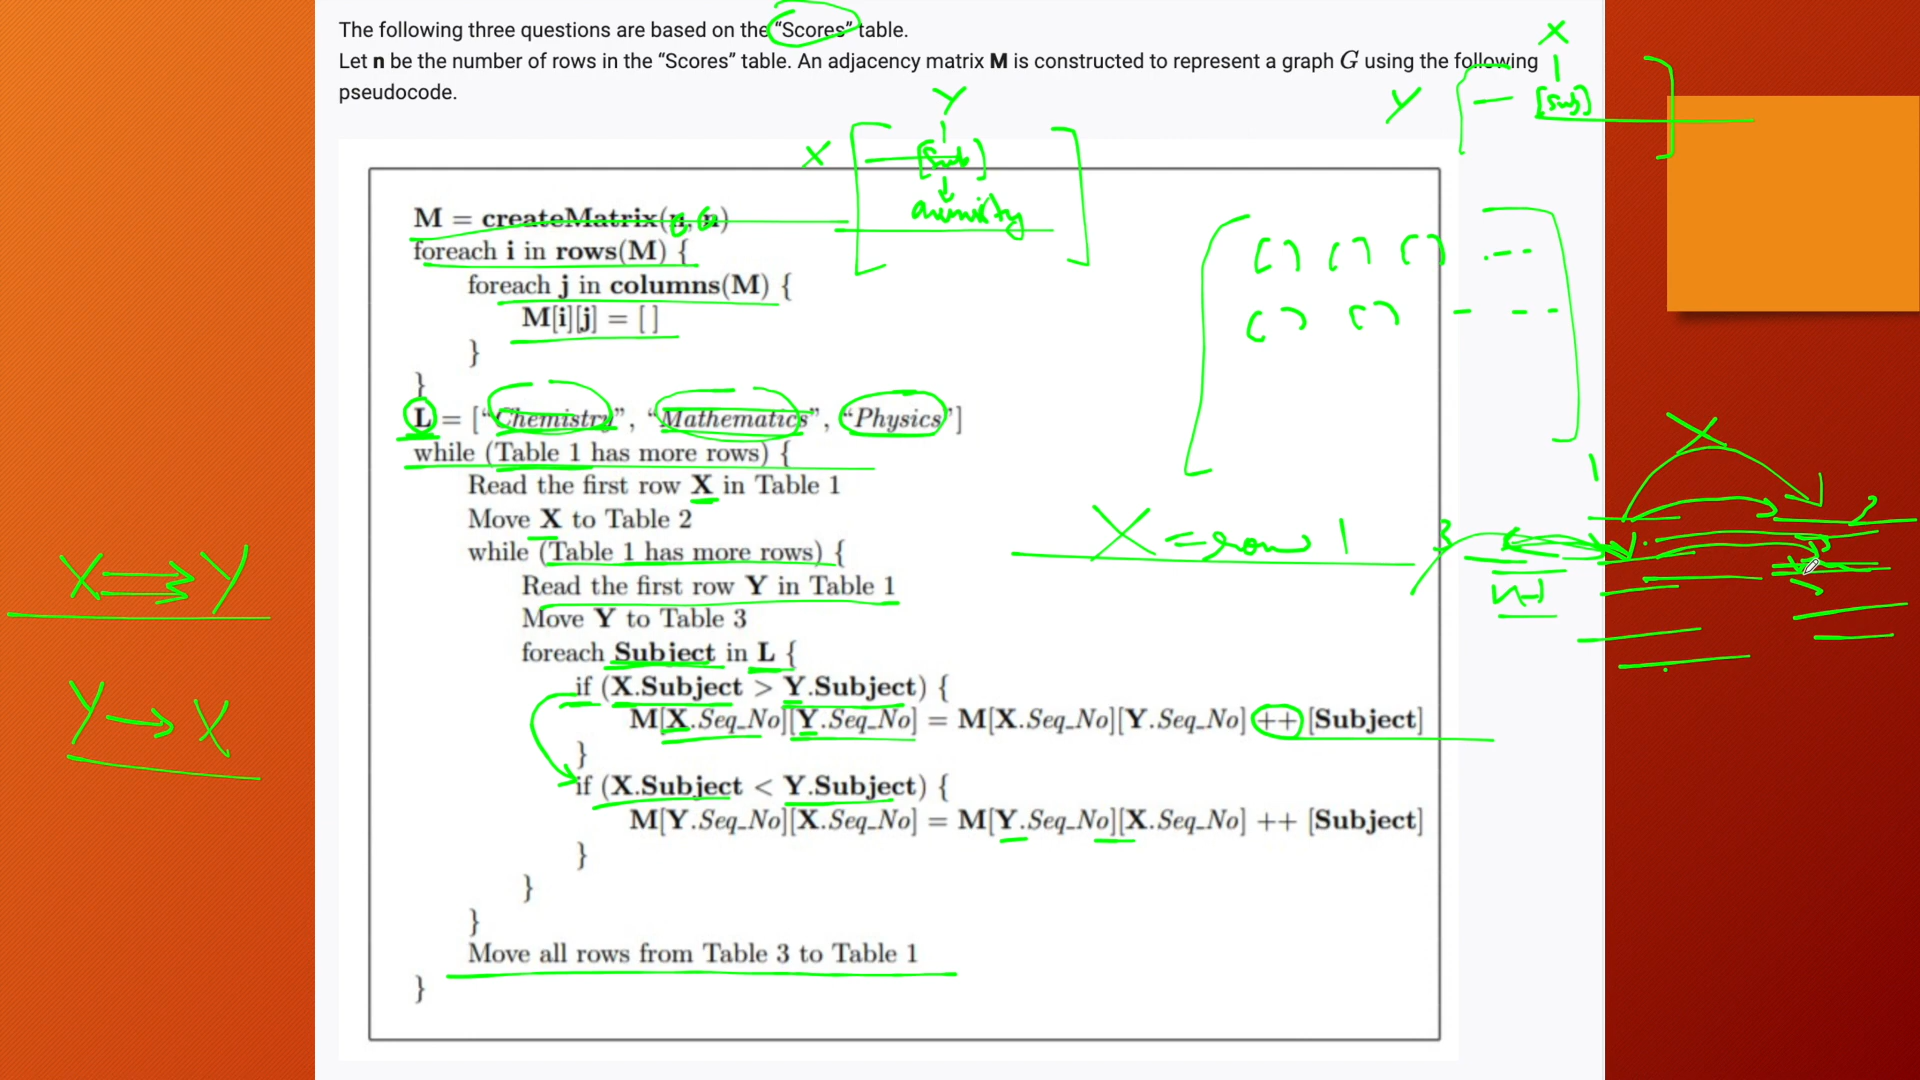 The following three questions are based on the “Scores” table.
Let n be the number of rows in the “Scores” table. An adjacency matrix M is constructed to represent a graph G using the following
pseudocode.
X
Y [sub]
Y
X [sub]
M = createMatrix(n, n)
foreach i in rows(M) {
foreach j in columns(M) {
M[i][j] = [ ]
}
}
L = [“Chemistry”, “Mathematics”, “Physics”]
while (Table 1 has more rows) {
Read the first row X in Table 1
Move X to Table 2
while (Table 1 has more rows) {
Read the first row Y in Table 1
Move Y to Table 3
foreach Subject in L {
if (X.Subject > Y.Subject) {
M[X.Seq_No][Y.Seq_No] = M[X.Seq_No][Y.Seq_No] ++ [Subject]
}
if (X.Subject < Y.Subject) {
M[Y.Seq_No][X.Seq_No] = M[Y.Seq_No][X.Seq_No] ++ [Subject]
}
}
}
Move all rows from Table 3 to Table 1
}
X = row 1
X Y
Y → X
X
1
3
n-1